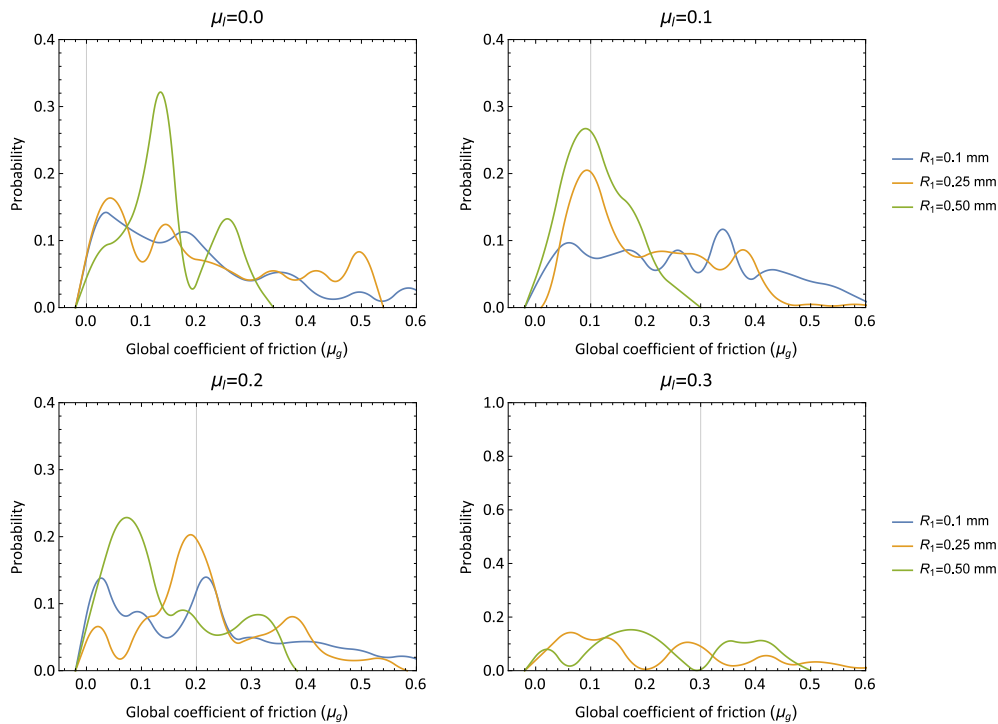 μl=0.0
μl=0.1
0.4
0.3
0.2
0.1
0.0
Probability
0.0 0.1 0.2 0.3 0.4 0.5 0.6
Global coefficient of friction (μg)
0.4
0.3
0.2
0.1
0.0
Probability
0.0 0.1 0.2 0.3 0.4 0.5 0.6
Global coefficient of friction (μg)
R1=0.1 mm
R1=0.25 mm
R1=0.50 mm
μl=0.2
μl=0.3
0.4
0.3
0.2
0.1
0.0
Probability
0.0 0.1 0.2 0.3 0.4 0.5 0.6
Global coefficient of friction (μg)
1.0
0.8
0.6
0.4
0.2
0.0
Probability
0.0 0.1 0.2 0.3 0.4 0.5 0.6
Global coefficient of friction (μg)
R1=0.1 mm
R1=0.25 mm
R1=0.50 mm